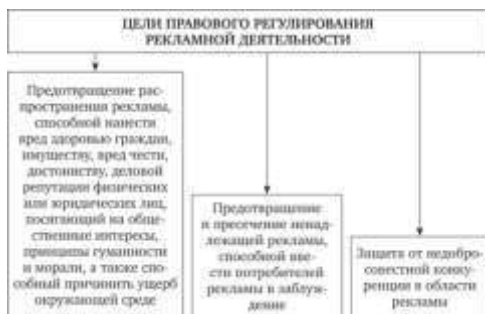 ЦЕЛИ ПРАВОВОГО РЕГУЛИРОВАНИЯ
РЕКЛАМНОЙ ДЕЯТЕЛЬНОСТИ
Предотвращение рас-
пространения рекламы,
способной нанести
вред здоровью граждан,
имуществу, вред чести,
достоинству, деловой
репутации физических
или юридических лиц,
посягающий на обще-
ственные интересы,
принципы гуманности
и морали, а также спо-
собный причинить ущерб
окружающей среде
Предотвращение
и пресечение ненад-
лежащей рекламы,
способной вве-
сти потребителей
рекламы в заблуж-
дение
Защита от недобро-
совестной конку-
ренции в области
рекламы